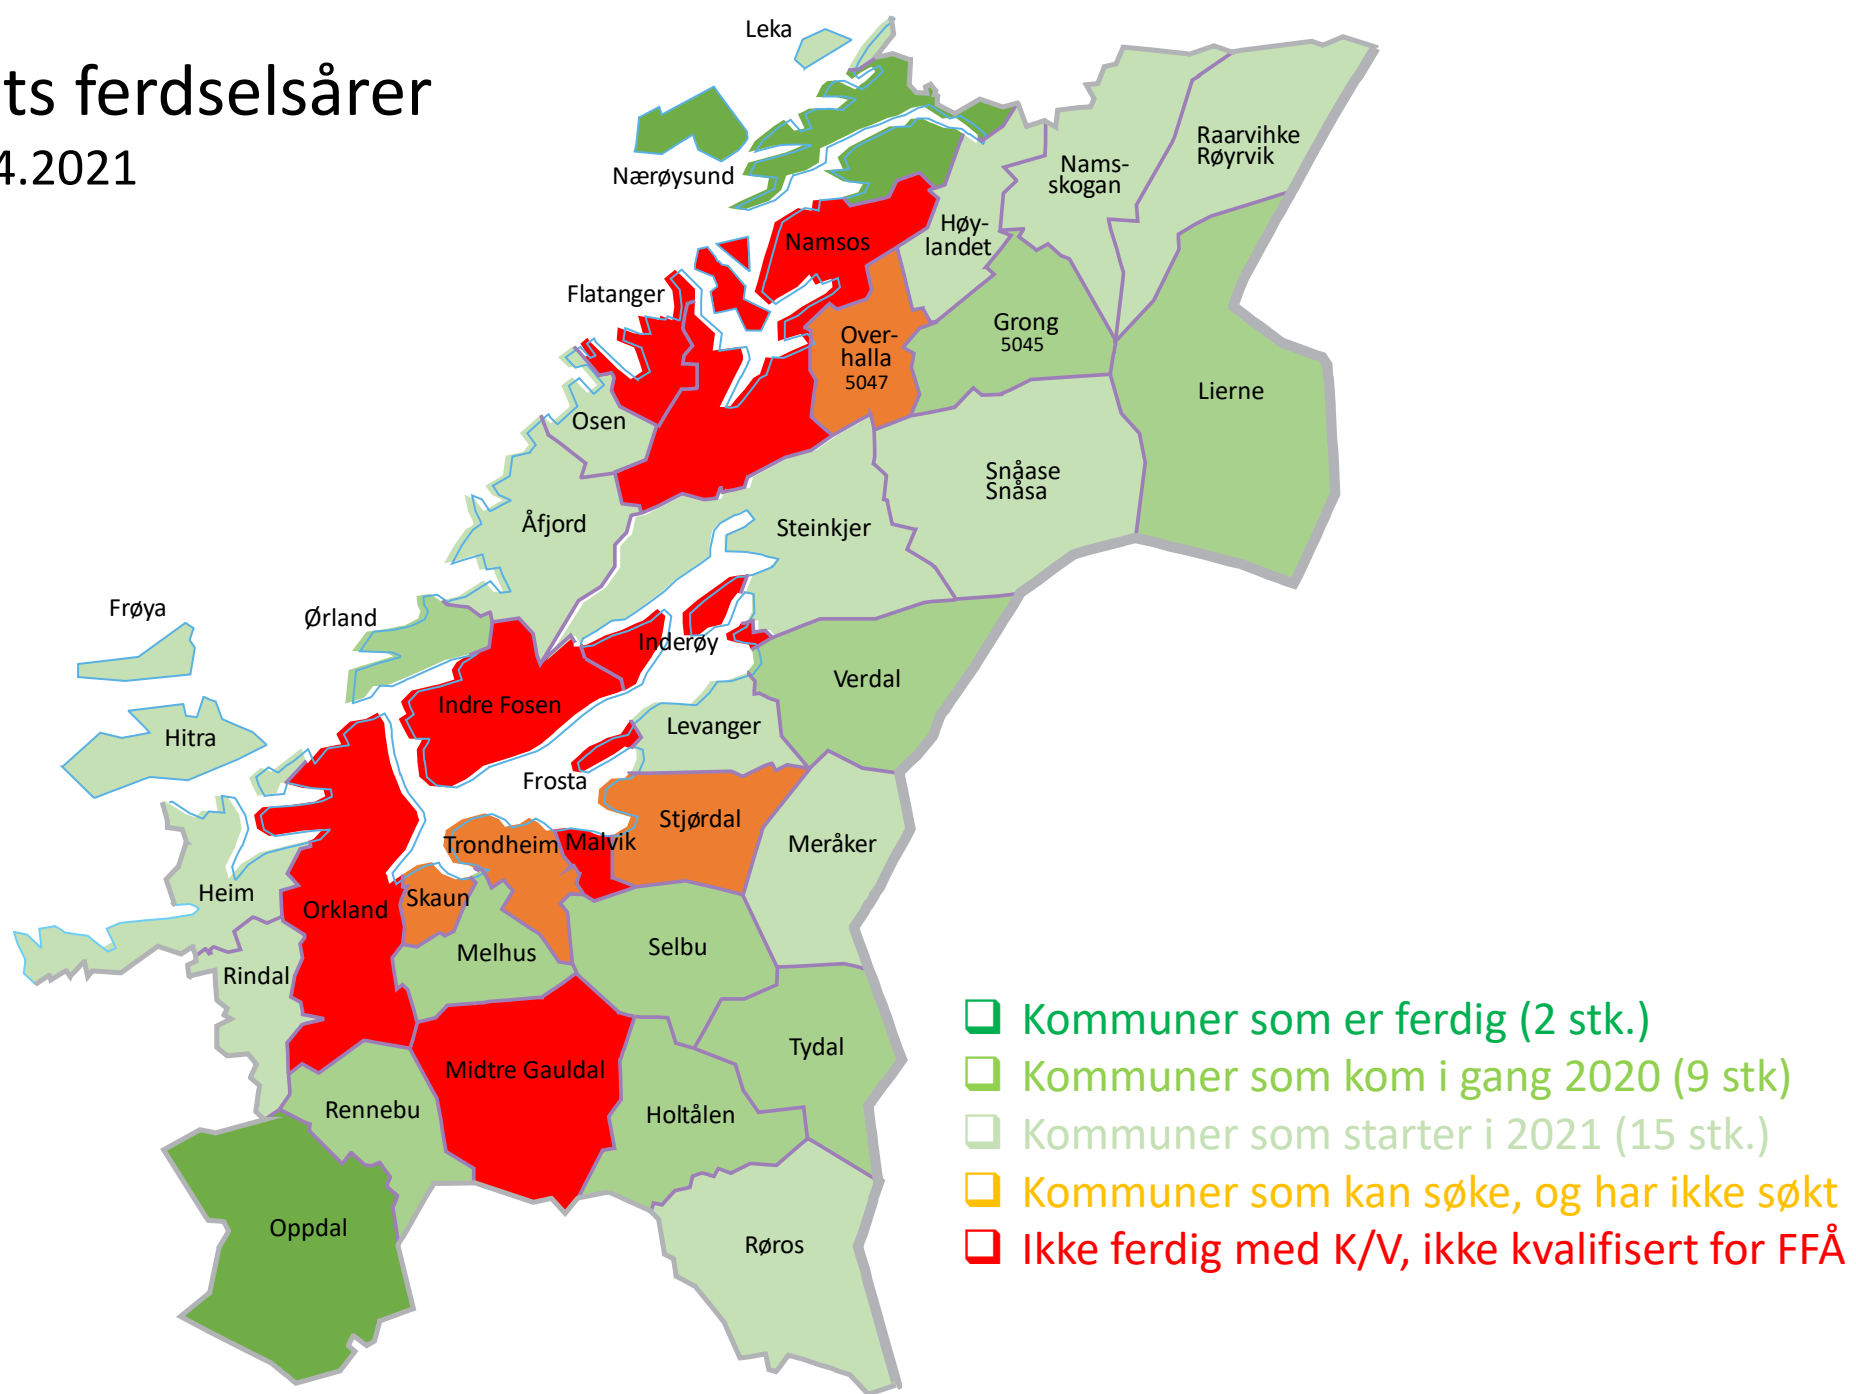 ts ferdselsårer
4.2021
Leka
Nærøysund
Raarvihke
Røyrvik
Nams-
skogan
Høy-
landet
Namsos
Flatanger
Over-
halla
5047
Grong
5045
Lierne
Osen
Snåase
Snåsa
Åfjord
Steinkjer
Frøya
Ørland
Inderøy
Verdal
Indre Fosen
Levanger
Hitra
Frosta
Stjørdal
Trondheim
Malvik
Meråker
Heim
Skaun
Orkland
Melhus
Selbu
Rindal
Tydal
Midtre Gauldal
Rennebu
Holtålen
Oppdal
Røros
Kommuner som er ferdig (2 stk.)
Kommuner som kom i gang 2020 (9 stk)
Kommuner som starter i 2021 (15 stk.)
Kommuner som kan søke, og har ikke søkt
Ikke ferdig med K/V, ikke kvalifisert for FFÅ